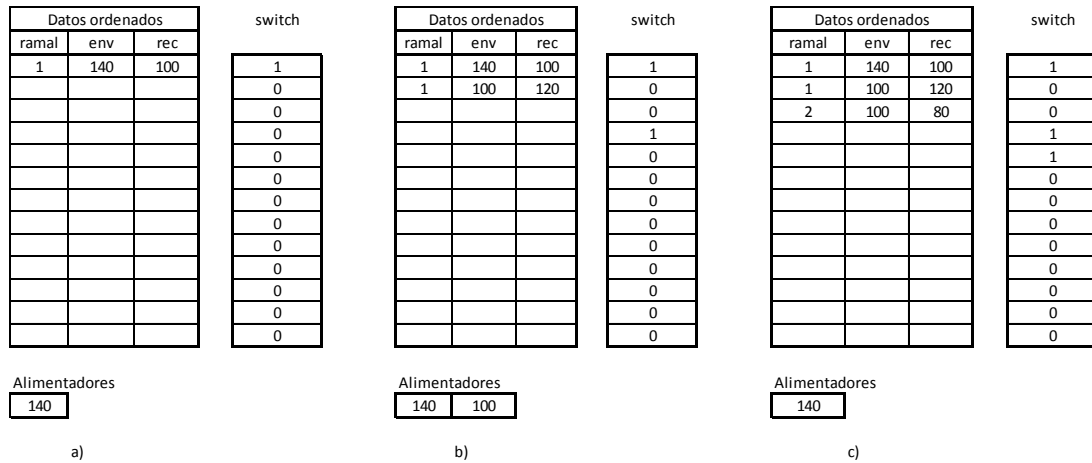 Datos ordenados switch Datos ordenados switch Datos ordenados switch
ramal env rec ramal env rec ramal env rec
1 140 100 1 1 140 100 1 1 140 100 1
0 1 100 120 0 1 100 120 0
0 0 2 100 80 0
0 1 1
0 0 1
0 0 0
0 0 0
0 0 0
0 0 0
0 0 0
0 0 0
0 0 0
0 0 0
Alimentadores Alimentadores Alimentadores
140 140 100 140
a) b) c)